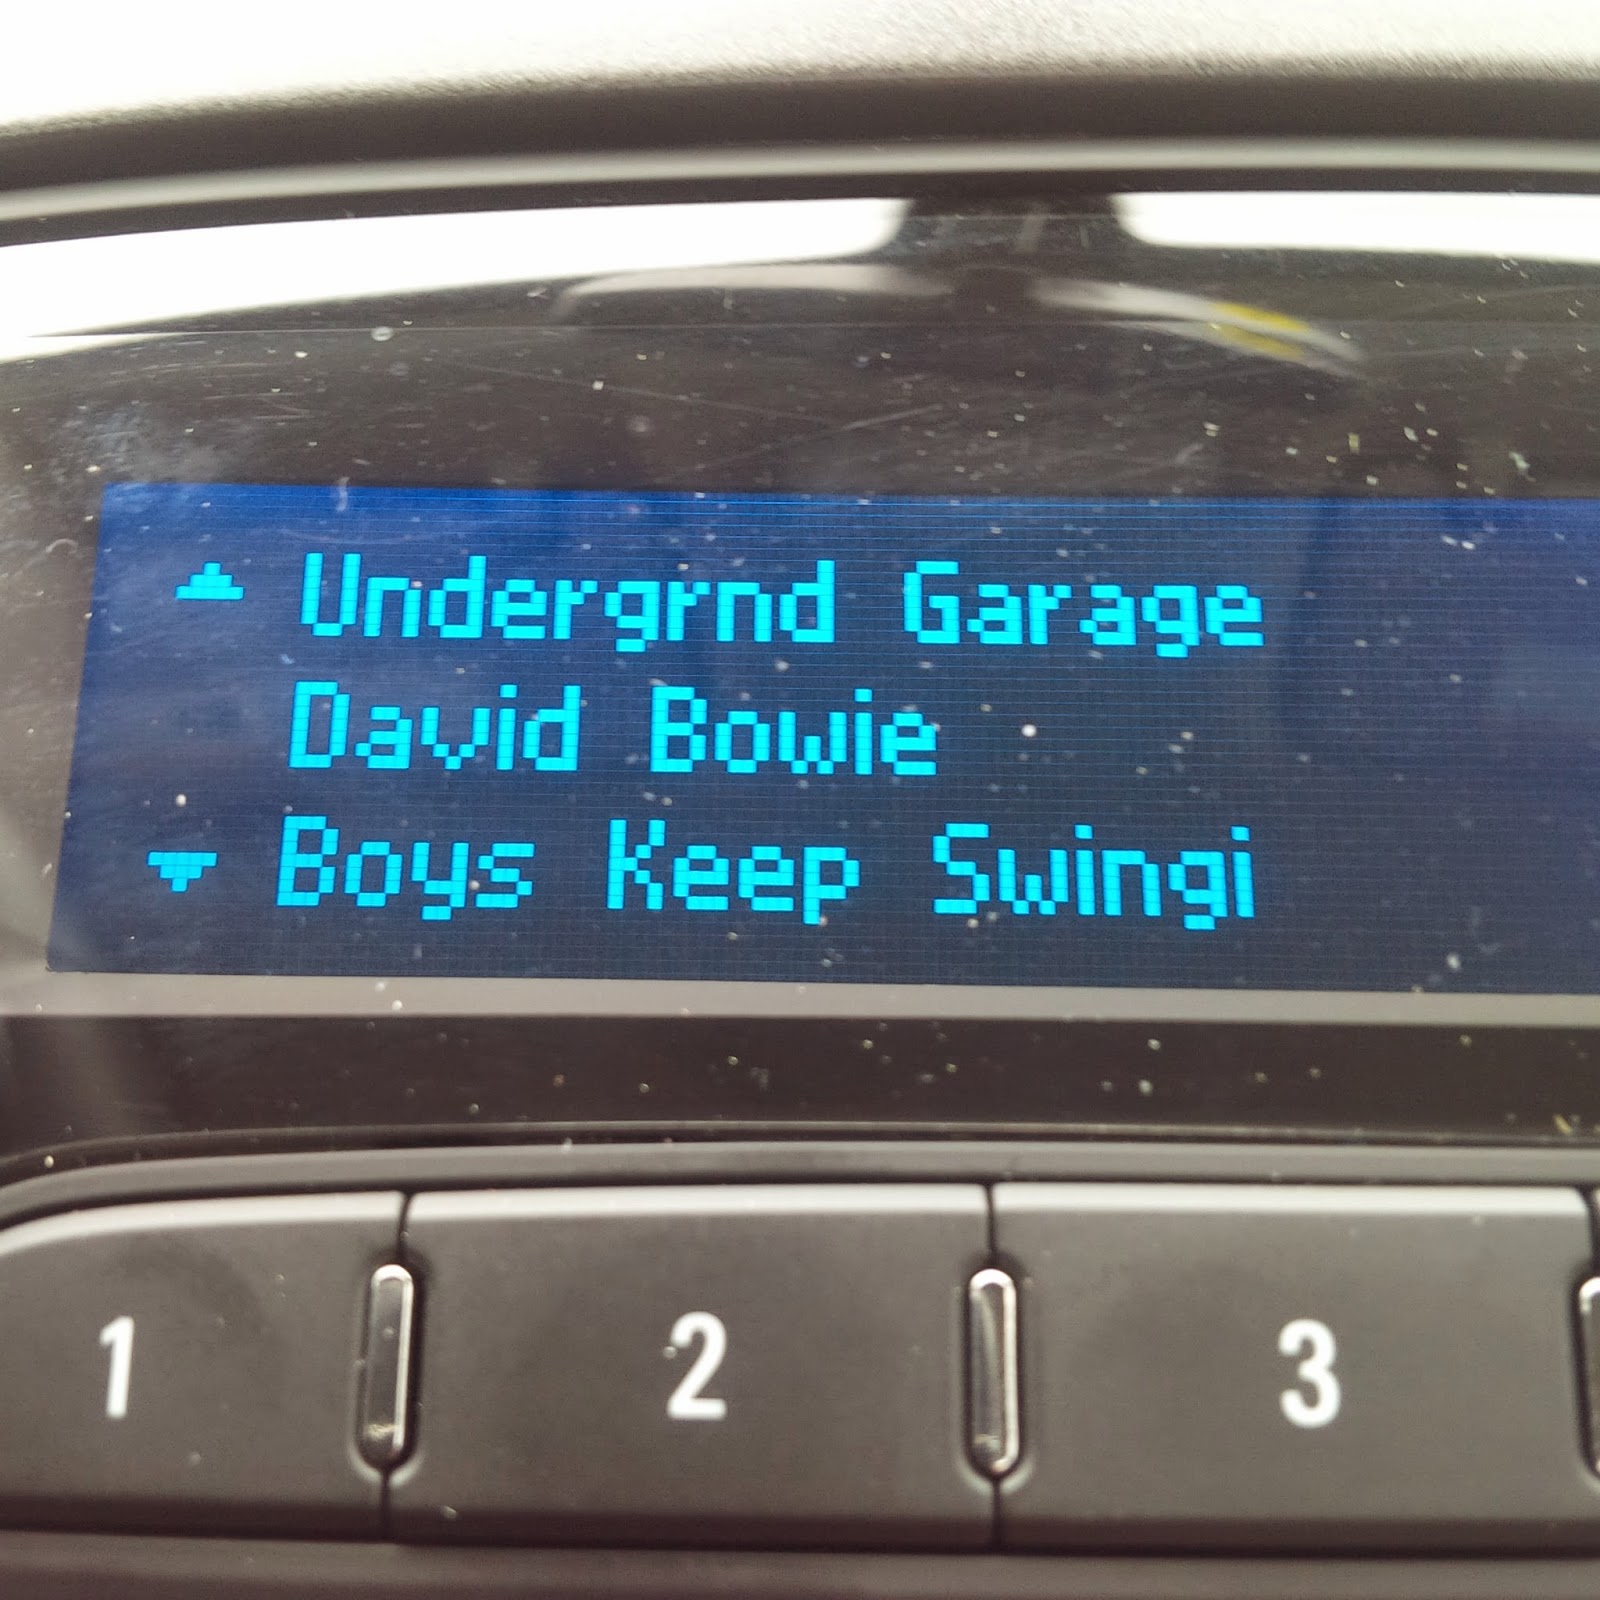 Undergrnd Garage
David Bowie
Boys Keep Swingi
1 2 3